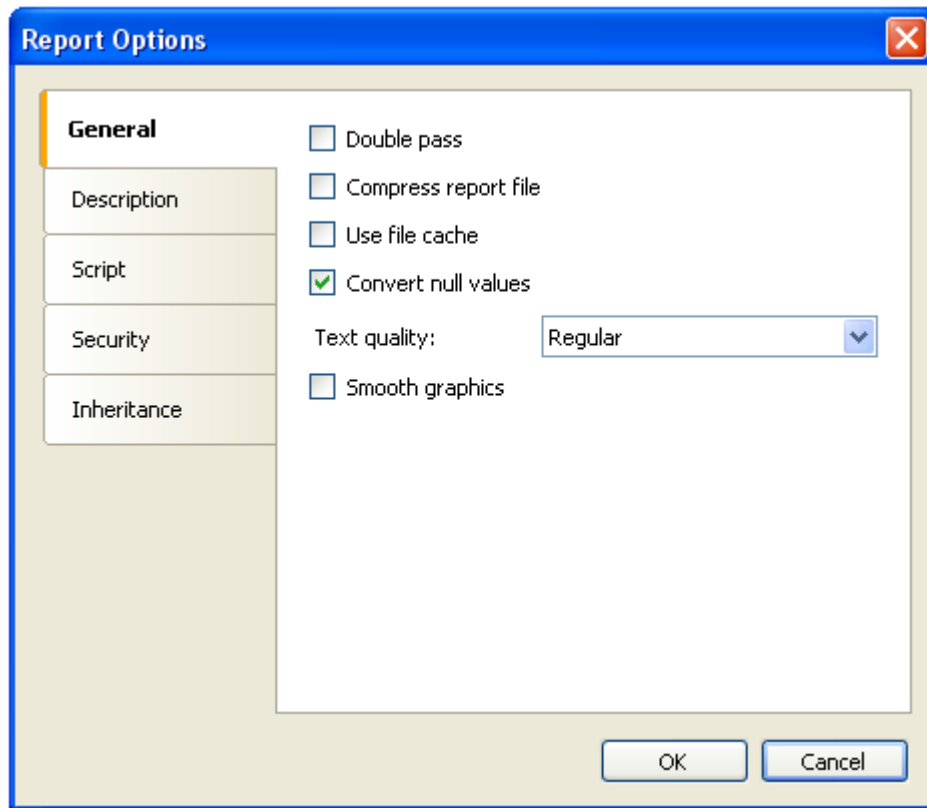 Report Options
General
Description
Script
Security
Inheritance
Double pass
Compress report file
Use file cache
Convert null values
Text quality: Regular
Smooth graphics
OK Cancel